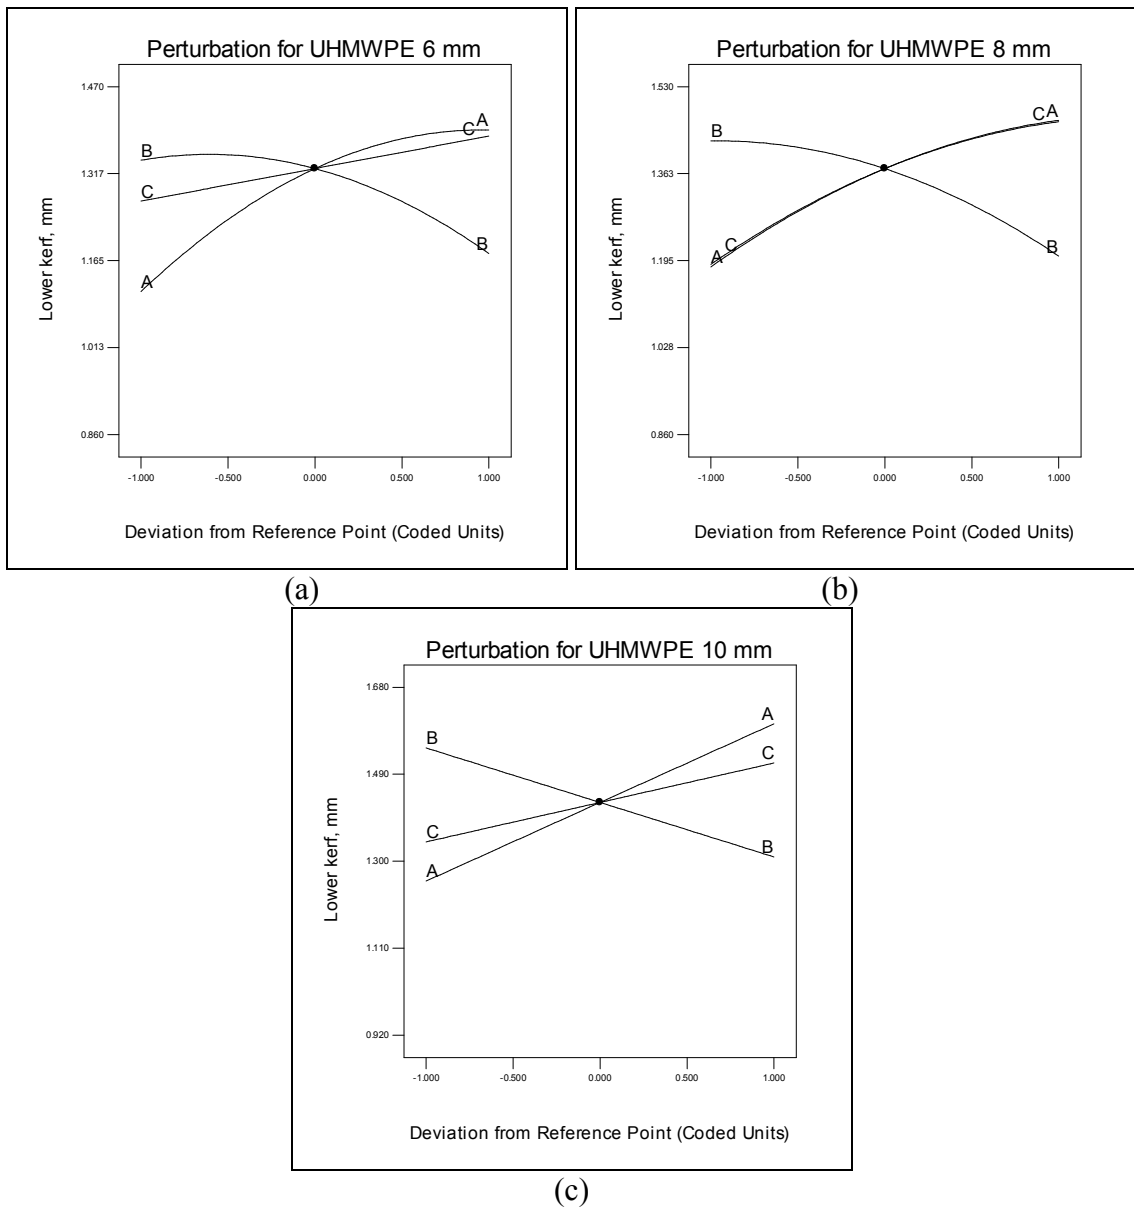 Perturbation for UHMWPE 6 mm
1.470
1.317
1.165
1.013
0.860
Lower kerf, mm
B
C
A
C A
B
-1.000 -0.500 0.000 0.500 1.000
Deviation from Reference Point (Coded Units)
(a)
Perturbation for UHMWPE 8 mm
1.530
1.363
1.195
1.028
0.860
Lower kerf, mm
B
C
A
C A
B
-1.000 -0.500 0.000 0.500 1.000
Deviation from Reference Point (Coded Units)
(b)
Perturbation for UHMWPE 10 mm
1.680
1.490
1.300
1.110
0.920
Lower kerf, mm
B
C
A
A
C
B
-1.000 -0.500 0.000 0.500 1.000
Deviation from Reference Point (Coded Units)
(c)